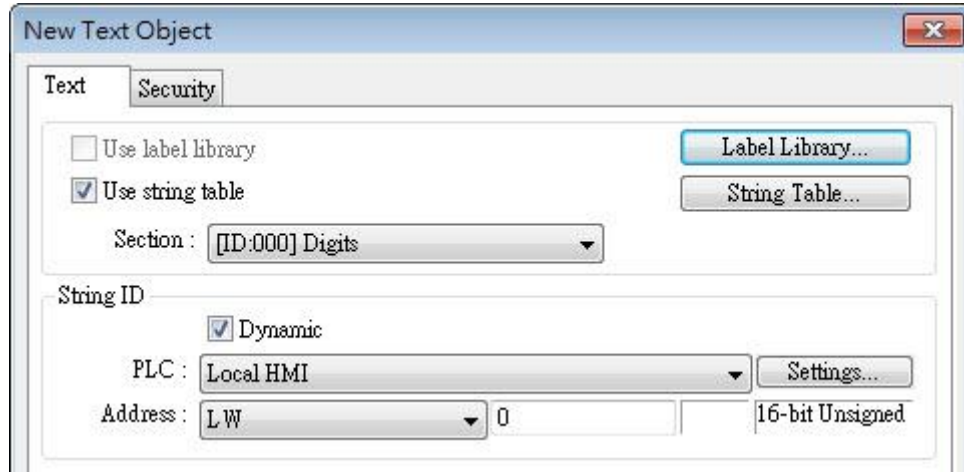 New Text Object
Text Security
Use label library Label Library...
Use string table String Table...
Section : [ID:000] Digits
String ID
Dynamic
PLC : Local HMI Settings...
Address : LW 0 16-bit Unsigned